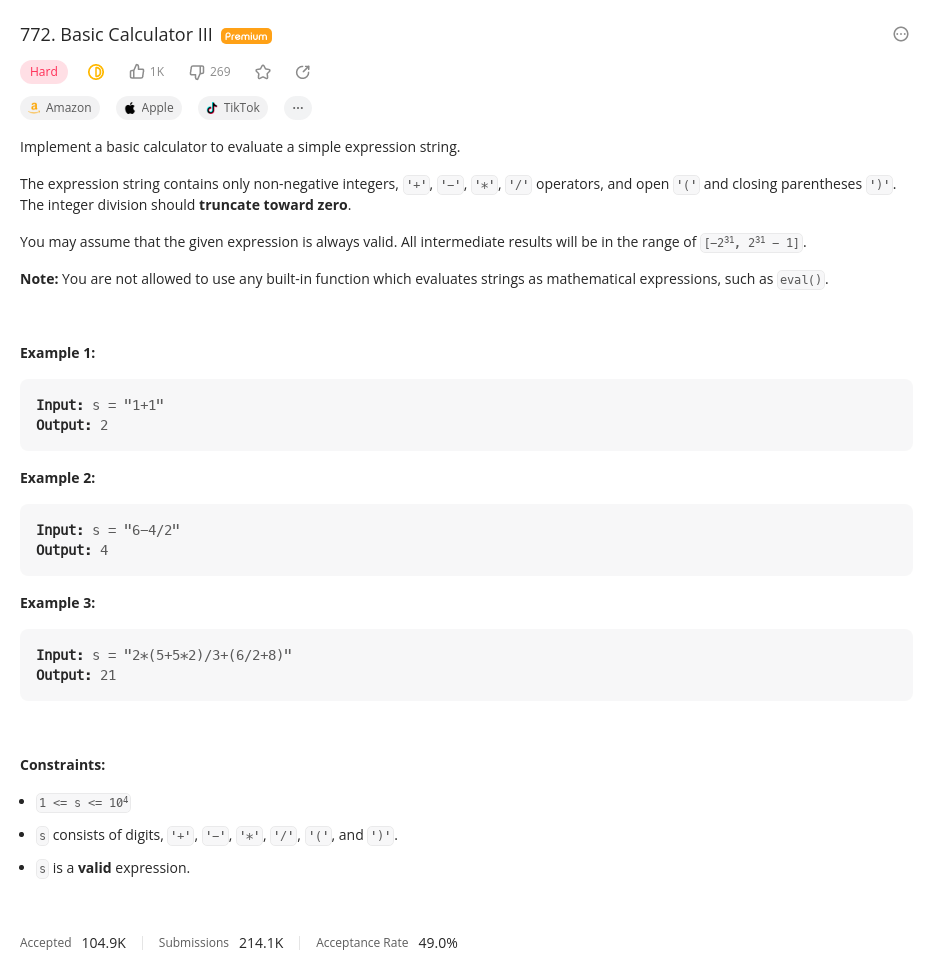 772. Basic Calculator III Premium
Hard 1K 269
Amazon Apple TikTok ...
Implement a basic calculator to evaluate a simple expression string.
The expression string contains only non-negative integers, '+', '-', '*', '/' operators, and open '(' and closing parentheses ')'.
The integer division should truncate toward zero.
You may assume that the given expression is always valid. All intermediate results will be in the range of [-2³¹, 2³¹ - 1].
Note: You are not allowed to use any built-in function which evaluates strings as mathematical expressions, such as eval().
Example 1:
Input: s = "1+1"
Output: 2
Example 2:
Input: s = "6-4/2"
Output: 4
Example 3:
Input: s = "2*(5+5*2)/3+(6/2+8)"
Output: 21
Constraints:
• 1 <= s <= 10⁴
• s consists of digits, '+', '-', '*', '/', '(', and ')'.
• s is a valid expression.
Accepted 104.9K Submissions 214.1K Acceptance Rate 49.0%